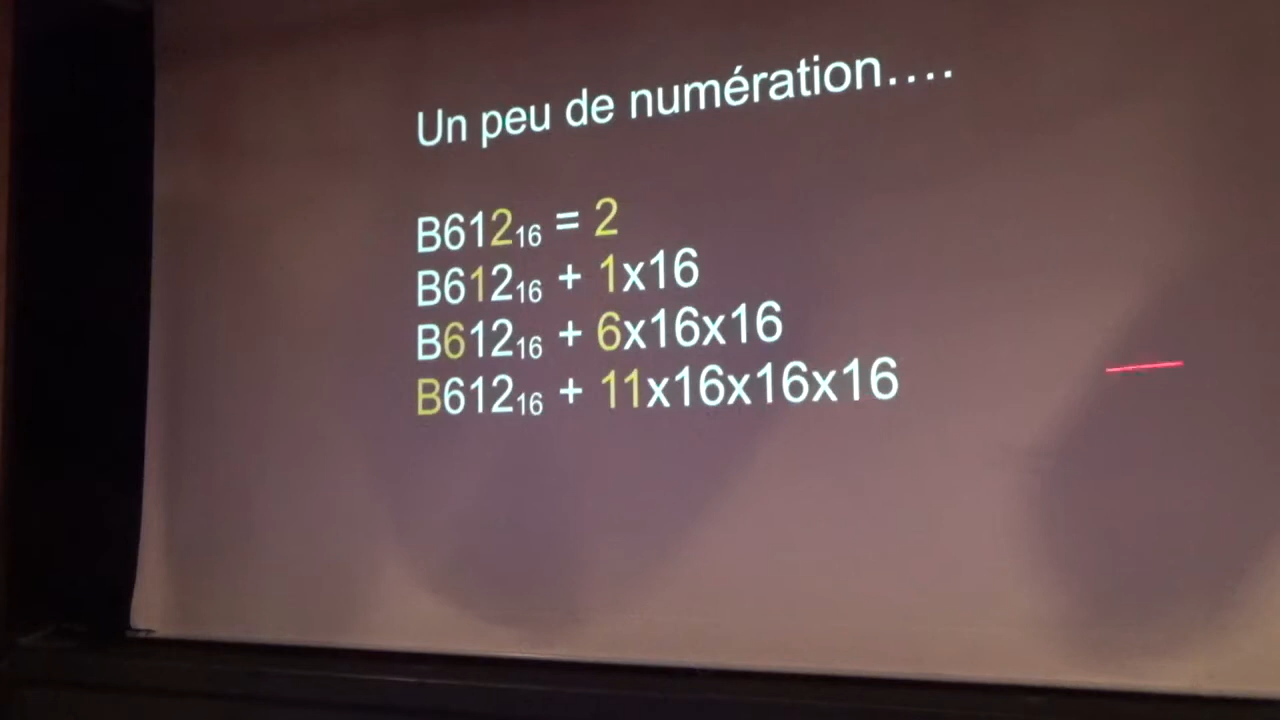 Un peu de numération....
B612₁₆ = 2
B612₁₆ + 1x16
B612₁₆ + 6x16x16
B612₁₆ + 11x16x16x16